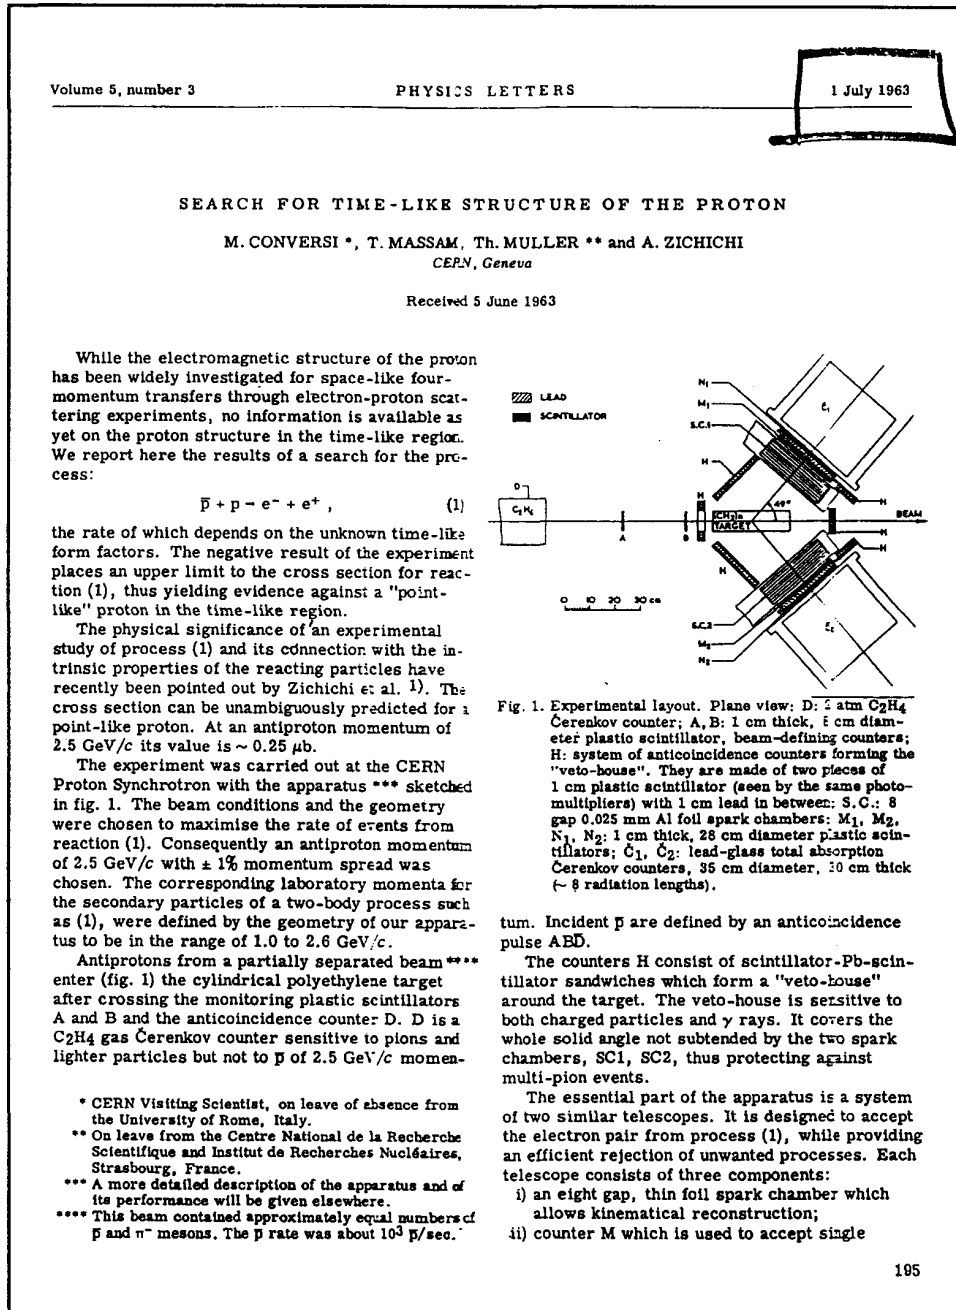 Volume 5, number 3
PHYSICS LETTERS
1 July 1963
SEARCH FOR TIME-LIKE STRUCTURE OF THE PROTON
M. CONVERSI *, T. MASSAM, Th. MULLER ** and A. ZICHICHI
CERN, Geneva
Received 5 June 1963
While the electromagnetic structure of the proton
has been widely investigated for space-like four-
momentum transfers through electron-proton scat-
tering experiments, no information is available as
yet on the proton structure in the time-like region.
We report here the results of a search for the pro-
cess:
p̅ + p → e⁻ + e⁺ , (1)
the rate of which depends on the unknown time-like
form factors. The negative result of the experiment
places an upper limit to the cross section for reac-
tion (1), thus yielding evidence against a "point-
like" proton in the time-like region.
The physical significance of an experimental
study of process (1) and its connection with the in-
trinsic properties of the reacting particles have
recently been pointed out by Zichichi et al. 1). The
cross section can be unambiguously predicted for a
point-like proton. At an antiproton momentum of
2.5 GeV/c its value is ~ 0.25 μb.
The experiment was carried out at the CERN
Proton Synchrotron with the apparatus *** sketched
in fig. 1. The beam conditions and the geometry
were chosen to maximise the rate of events from
reaction (1). Consequently an antiproton momentum
of 2.5 GeV/c with ± 1% momentum spread was
chosen. The corresponding laboratory momenta for
the secondary particles of a two-body process such
as (1), were defined by the geometry of our appara-
tus to be in the range of 1.0 to 2.6 GeV/c.
Antiprotons from a partially separated beam ****
enter (fig. 1) the cylindrical polyethylene target
after crossing the monitoring plastic scintillators
A and B and the anticoincidence counter D. D is a
C2H4 gas Čerenkov counter sensitive to pions and
lighter particles but not to p̅ of 2.5 GeV/c momen-
* CERN Visiting Scientist, on leave of absence from
the University of Rome, Italy.
** On leave from the Centre National de la Recherche
Scientifique and Institut de Recherches Nucléaires,
Strasbourg, France.
*** A more detailed description of the apparatus and of
its performance will be given elsewhere.
**** This beam contained approximately equal numbers of
p̅ and π⁻ mesons. The p̅ rate was about 10³ p̅/sec.
LEAD
SCINTILLATOR
N1
M1
S.C.1
H
Č1
D
C2H4
H
49°
H
(CH2)n
TARGET
BEAM
A
B
H
H
H
0 10 20 30 cm
S.C.2
M2
N2
Č2
Fig. 1. Experimental layout. Plane view: D: atm C2H4
Čerenkov counter; A, B: 1 cm thick, cm diam-
eter plastic scintillator, beam-defining counters;
H: system of anticoincidence counters forming the
"veto-house". They are made of two pieces of
1 cm plastic scintillator (seen by the same photo-
multipliers) with 1 cm lead in between; S.C.: 8
gap 0.025 mm Al foil spark chambers; M1, M2,
N1, N2: 1 cm thick, 28 cm diameter plastic scin-
tillators; Č1, Č2: lead-glass total absorption
Čerenkov counters, 35 cm diameter, cm thick
(~ 8 radiation lengths).
tum. Incident p̅ are defined by an anticoincidence
pulse ABD̅.
The counters H consist of scintillator-Pb-scin-
tillator sandwiches which form a "veto-house"
around the target. The veto-house is sensitive to
both charged particles and γ rays. It covers the
whole solid angle not subtended by the two spark
chambers, SC1, SC2, thus protecting against
multi-pion events.
The essential part of the apparatus is a system
of two similar telescopes. It is designed to accept
the electron pair from process (1), while providing
an efficient rejection of unwanted processes. Each
telescope consists of three components:
i) an eight gap, thin foil spark chamber which
allows kinematical reconstruction;
ii) counter M which is used to accept single
195